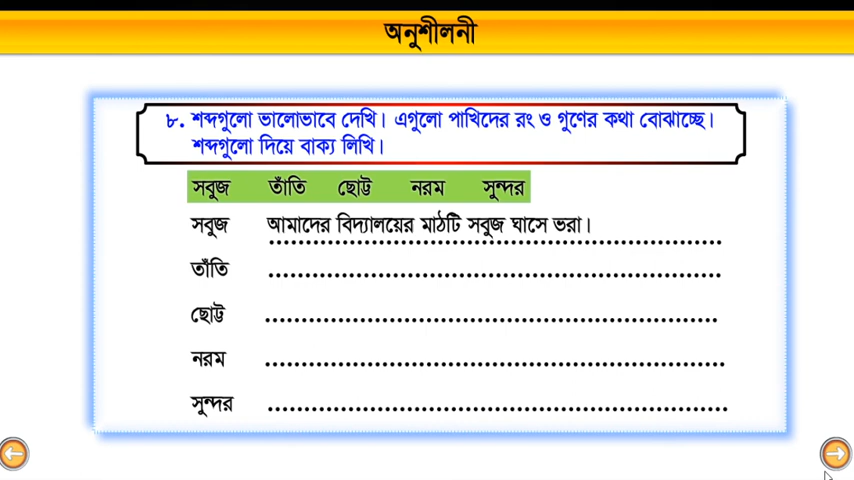 অনুশীলনী
৮. শব্দগুলো ভালোভাবে দেখি। এগুলো পাখিদের রং ও গুণের কথা বোঝাচ্ছে।
শব্দগুলো দিয়ে বাক্য লিখি।
সবুজ তাঁতি ছোট্ট নরম সুন্দর
সবুজ আমাদের বিদ্যালয়ের মাঠটি সবুজ ঘাসে ভরা।
তাঁতি
ছোট্ট
নরম
সুন্দর